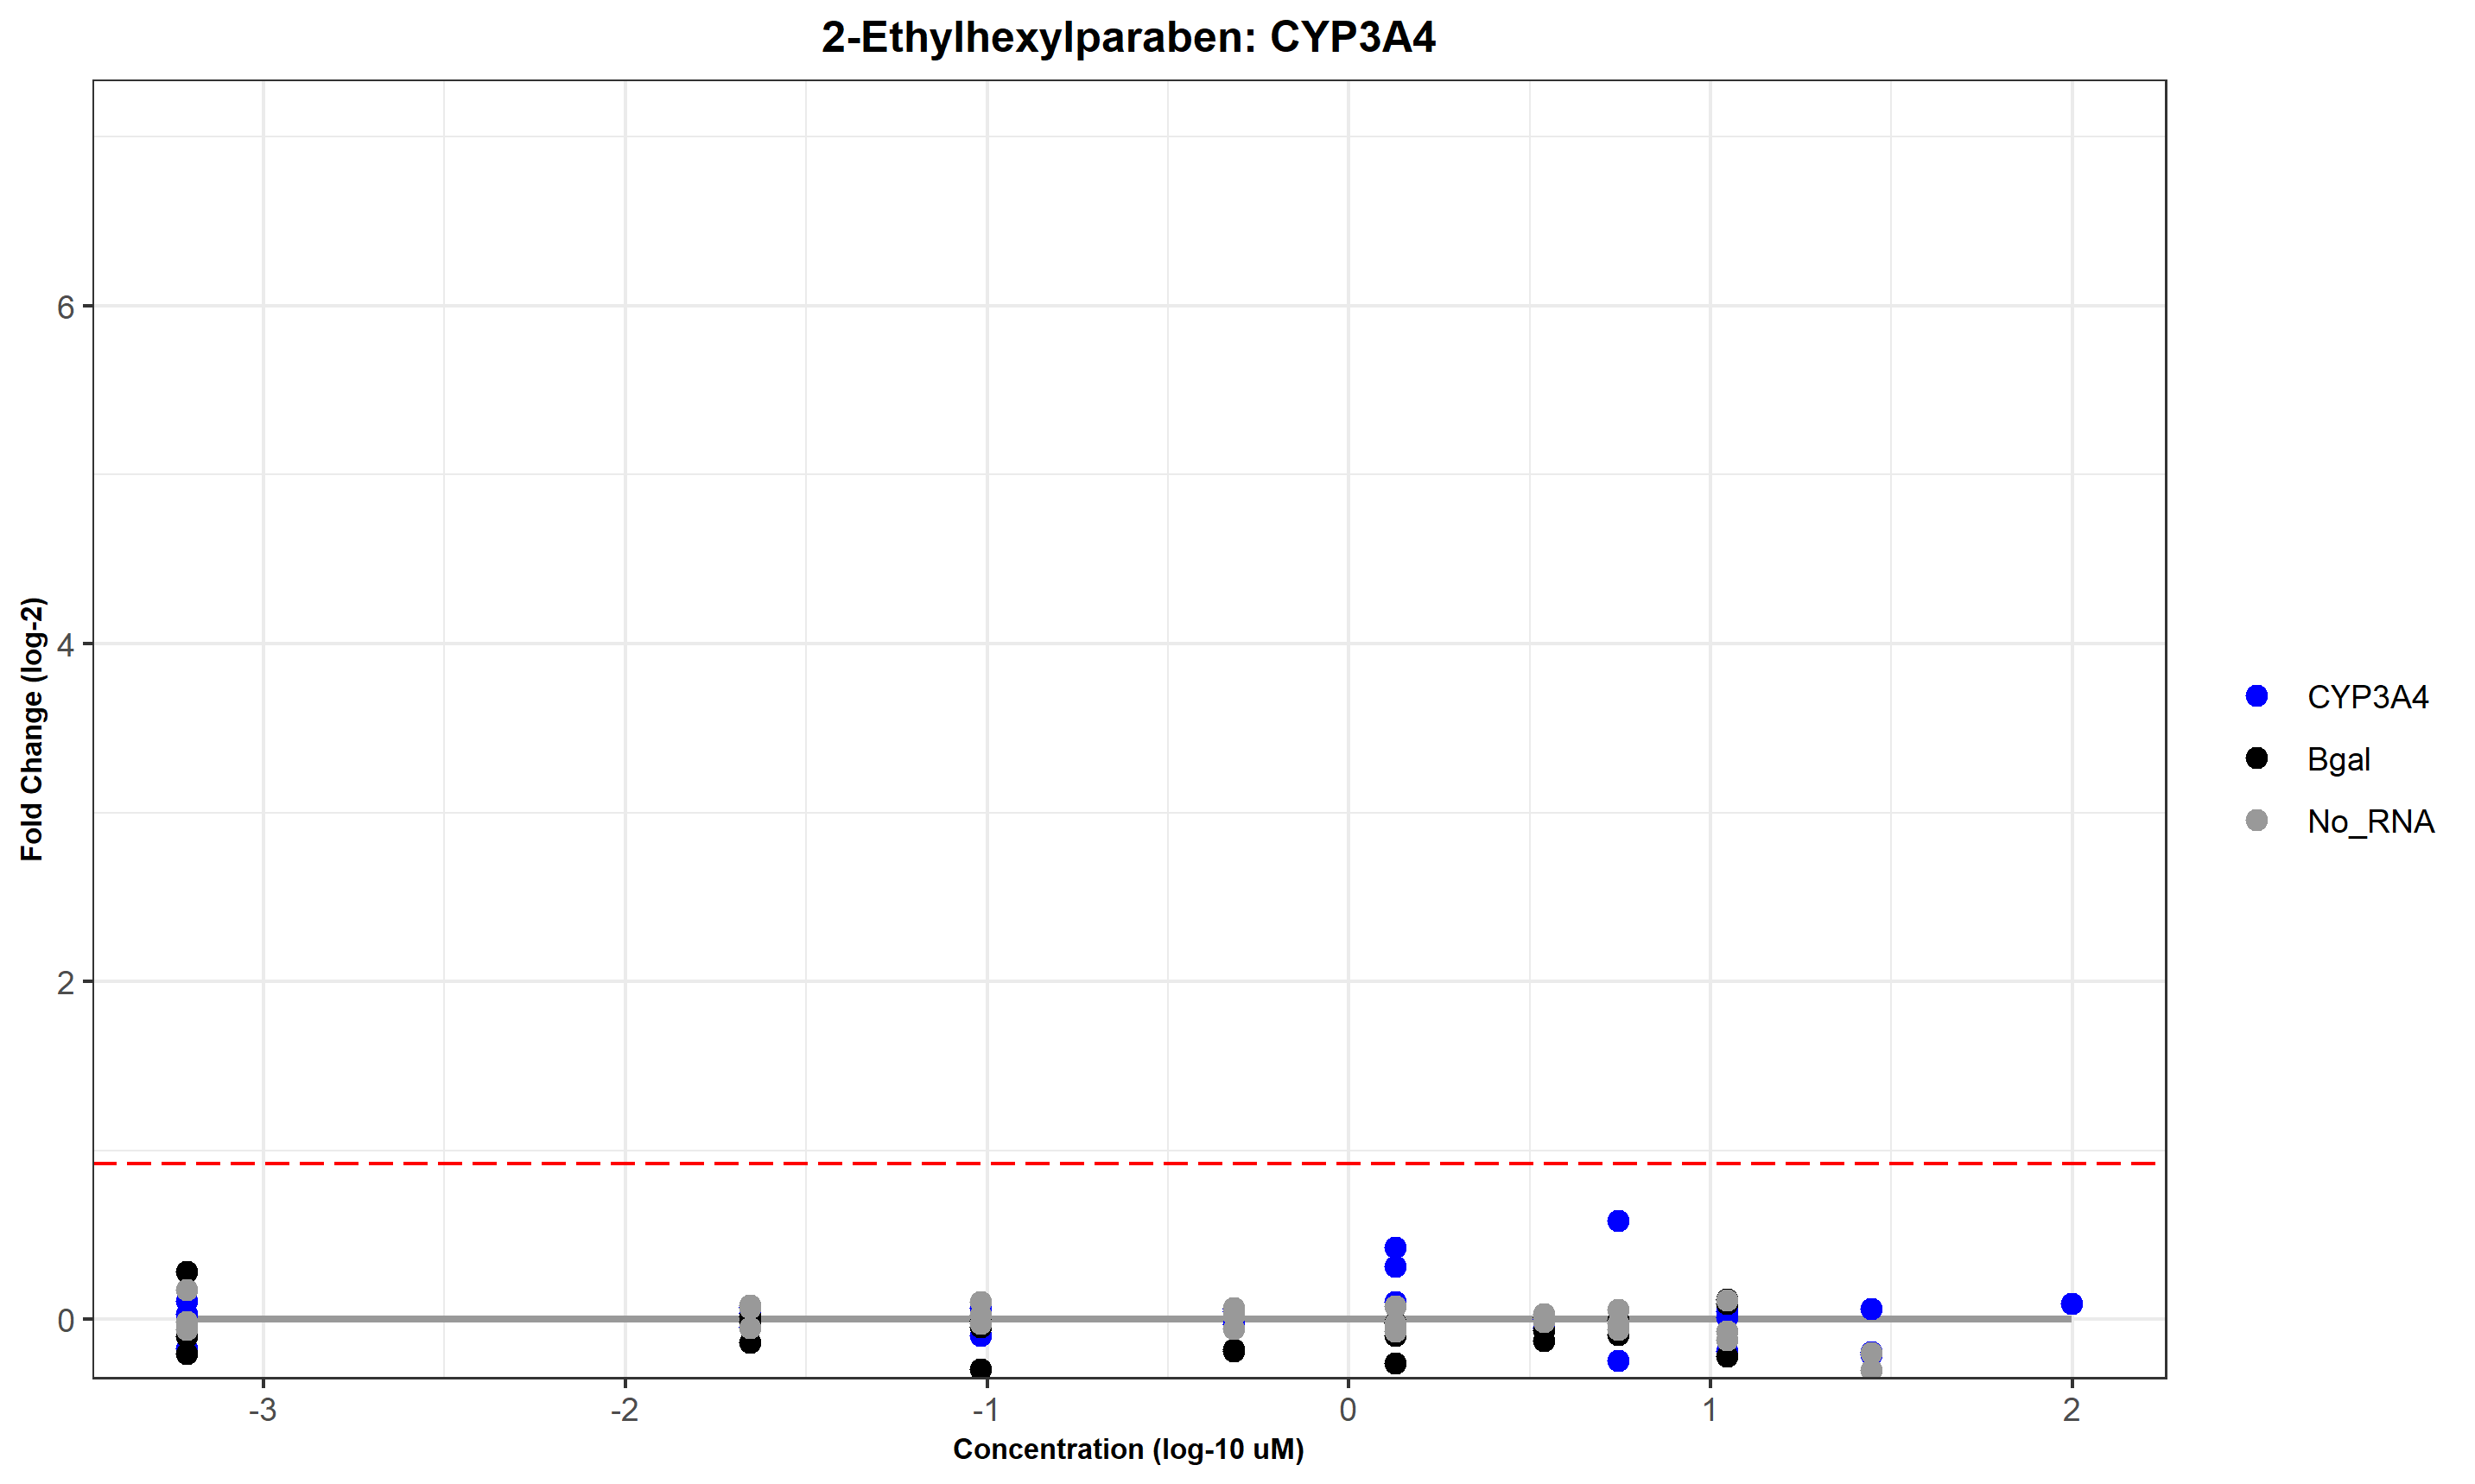 2-Ethylhexylparaben: CYP3A4
Fold Change (log-2)
6
4
2
0
-3
-2
-1
0
1
2
Concentration (log-10 uM)
CYP3A4
Bgal
No_RNA